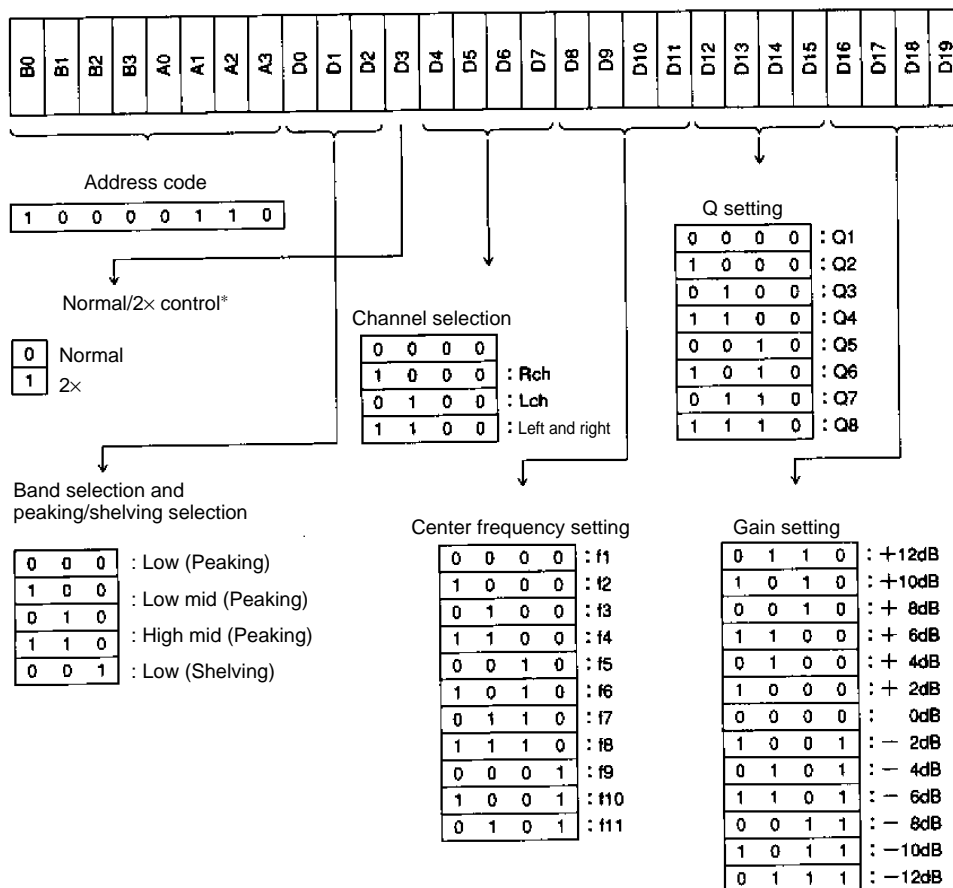 B0 B1 B2 B3 A0 A1 A2 A3 D0 D1 D2 D3 D4 D5 D6 D7 D8 D9 D10 D11 D12 D13 D14 D15 D16 D17 D18 D19
Address code
1 0 0 0 0 1 1 0
Normal/2× control*
0 Normal
1 2×
Band selection and
peaking/shelving selection
0 0 0 : Low (Peaking)
1 0 0
: Low mid (Peaking)
0 1 0
1 1 0 : High mid (Peaking)
0 0 1 : Low (Shelving)
Channel selection
0 0 0 0
1 0 0 0 : Rch
0 1 0 0 : Lch
1 1 0 0 : Left and right
Center frequency setting
0 0 0 0 : f1
1 0 0 0 : f2
0 1 0 0 : f3
1 1 0 0 : f4
0 0 1 0 : f5
1 0 1 0 : f6
0 1 1 0 : f7
1 1 1 0 : f8
0 0 0 1 : f9
1 0 0 1 : f10
0 1 0 1 : f11
Q setting
0 0 0 0 : Q1
1 0 0 0 : Q2
0 1 0 0 : Q3
1 1 0 0 : Q4
0 0 1 0 : Q5
1 0 1 0 : Q6
0 1 1 0 : Q7
1 1 1 0 : Q8
Gain setting
0 1 1 0 : +12dB
1 0 1 0 : +10dB
0 0 1 0 : + 8dB
1 1 0 0 : + 6dB
0 1 0 0 : + 4dB
1 0 0 0 : + 2dB
0 0 0 0 : 0dB
1 0 0 1 : − 2dB
0 1 0 1 : − 4dB
1 1 0 1 : − 6dB
0 0 1 1 : − 8dB
1 0 1 1 : −10dB
0 1 1 1 : −12dB